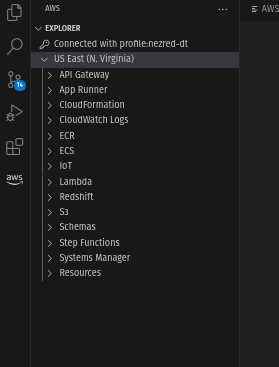 AWS
...
AWS
EXPLORER
Connected with profile:nezred-dt
US East (N. Virginia)
API Gateway
App Runner
CloudFormation
CloudWatch Logs
ECR
ECS
IoT
Lambda
Redshift
S3
Schemas
Step Functions
Systems Manager
Resources
14
aws